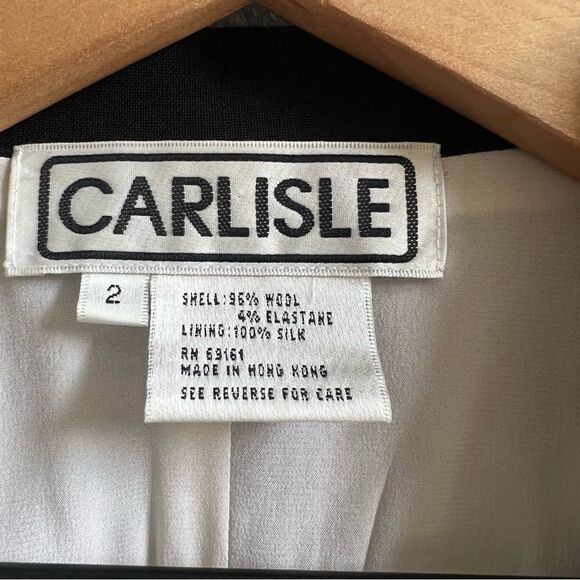 CARLISLE
2
SHELL:96% WOOL
4% ELASTANE
LINING:100% SILK
RN 69161
MADE IN HONG KONG
SEE REVERSE FOR CARE